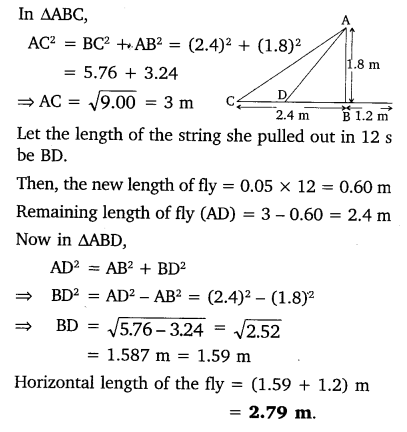 In ΔABC,
AC² = BC² + AB² = (2.4)² + (1.8)²
= 5.76 + 3.24
⇒ AC = √9.00 = 3 m
A
1.8 m
C
D
2.4 m
B 1.2 m
Let the length of the string she pulled out in 12 s
be BD.
Then, the new length of fly = 0.05 × 12 = 0.60 m
Remaining length of fly (AD) = 3 – 0.60 = 2.4 m
Now in ΔABD,
AD² = AB² + BD²
⇒ BD² = AD² – AB² = (2.4)² – (1.8)²
⇒ BD = √5.76 – 3.24 = √2.52
= 1.587 m = 1.59 m
Horizontal length of the fly = (1.59 + 1.2) m
= 2.79 m.